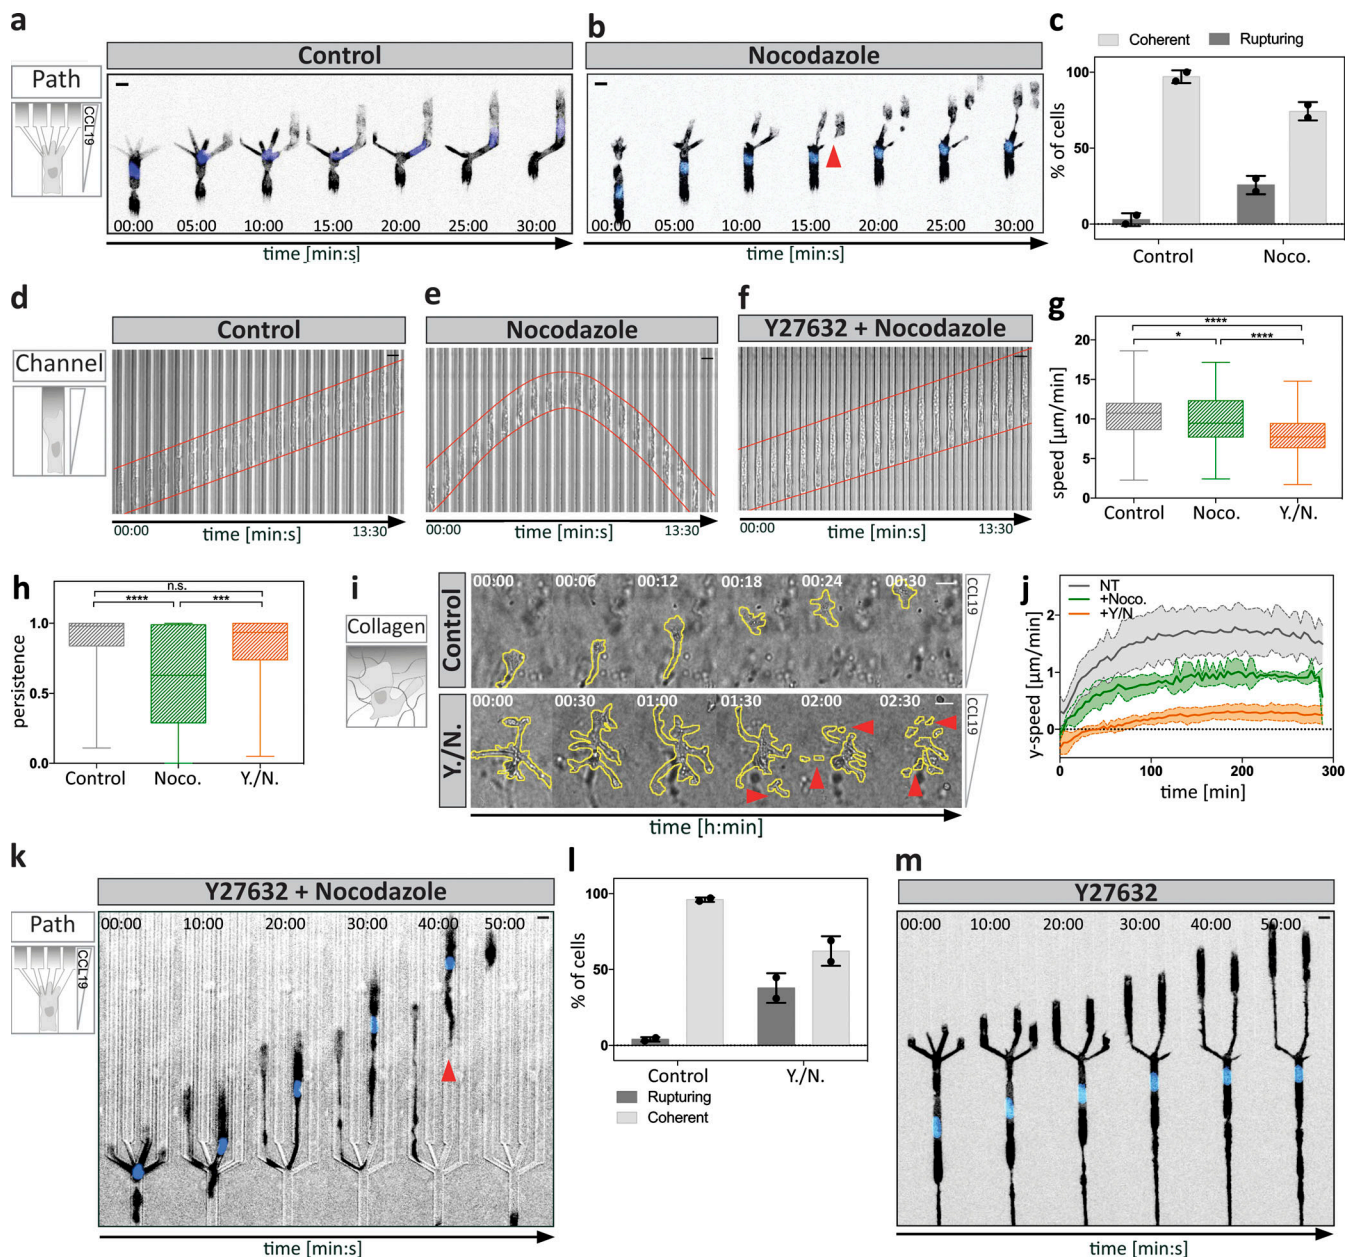 a
Control
Path
CCL19
00:00 05:00 10:00 15:00 20:00 25:00 30:00
time [min:s]
b
Nocodazole
00:00 05:00 10:00 15:00 20:00 25:00 30:00
time [min:s]
c
Coherent Rupturing
% of cells
100
50
0
Control Noco.
d
Control
Channel
00:00 13:30
time [min:s]
e
Nocodazole
00:00 13:30
time [min:s]
f
Y27632 + Nocodazole
00:00 13:30
time [min:s]
g
****
* ****
speed [µm/min]
20
15
10
5
0
Control Noco. Y./N.
h
n.s.
**** ***
persistence
1.0
0.5
0.0
Control Noco. Y./N.
i
Collagen
Control
00:00 00:06 00:12 00:18 00:24 00:30
CCL19
Y./N.
00:00 00:30 01:00 01:30 02:00 02:30
CCL19
time [h:min]
j
NT
+Noco.
+Y/N
y-speed [µm/min]
2
1
0
0 100 200 300
time [min]
k
Y27632 + Nocodazole
Path
CCL19
00:00 10:00 20:00 30:00 40:00 50:00
time [min:s]
l
% of cells
100
50
0
Control Y./N.
Rupturing
Coherent
m
Y27632
00:00 10:00 20:00 30:00 40:00 50:00
time [min:s]